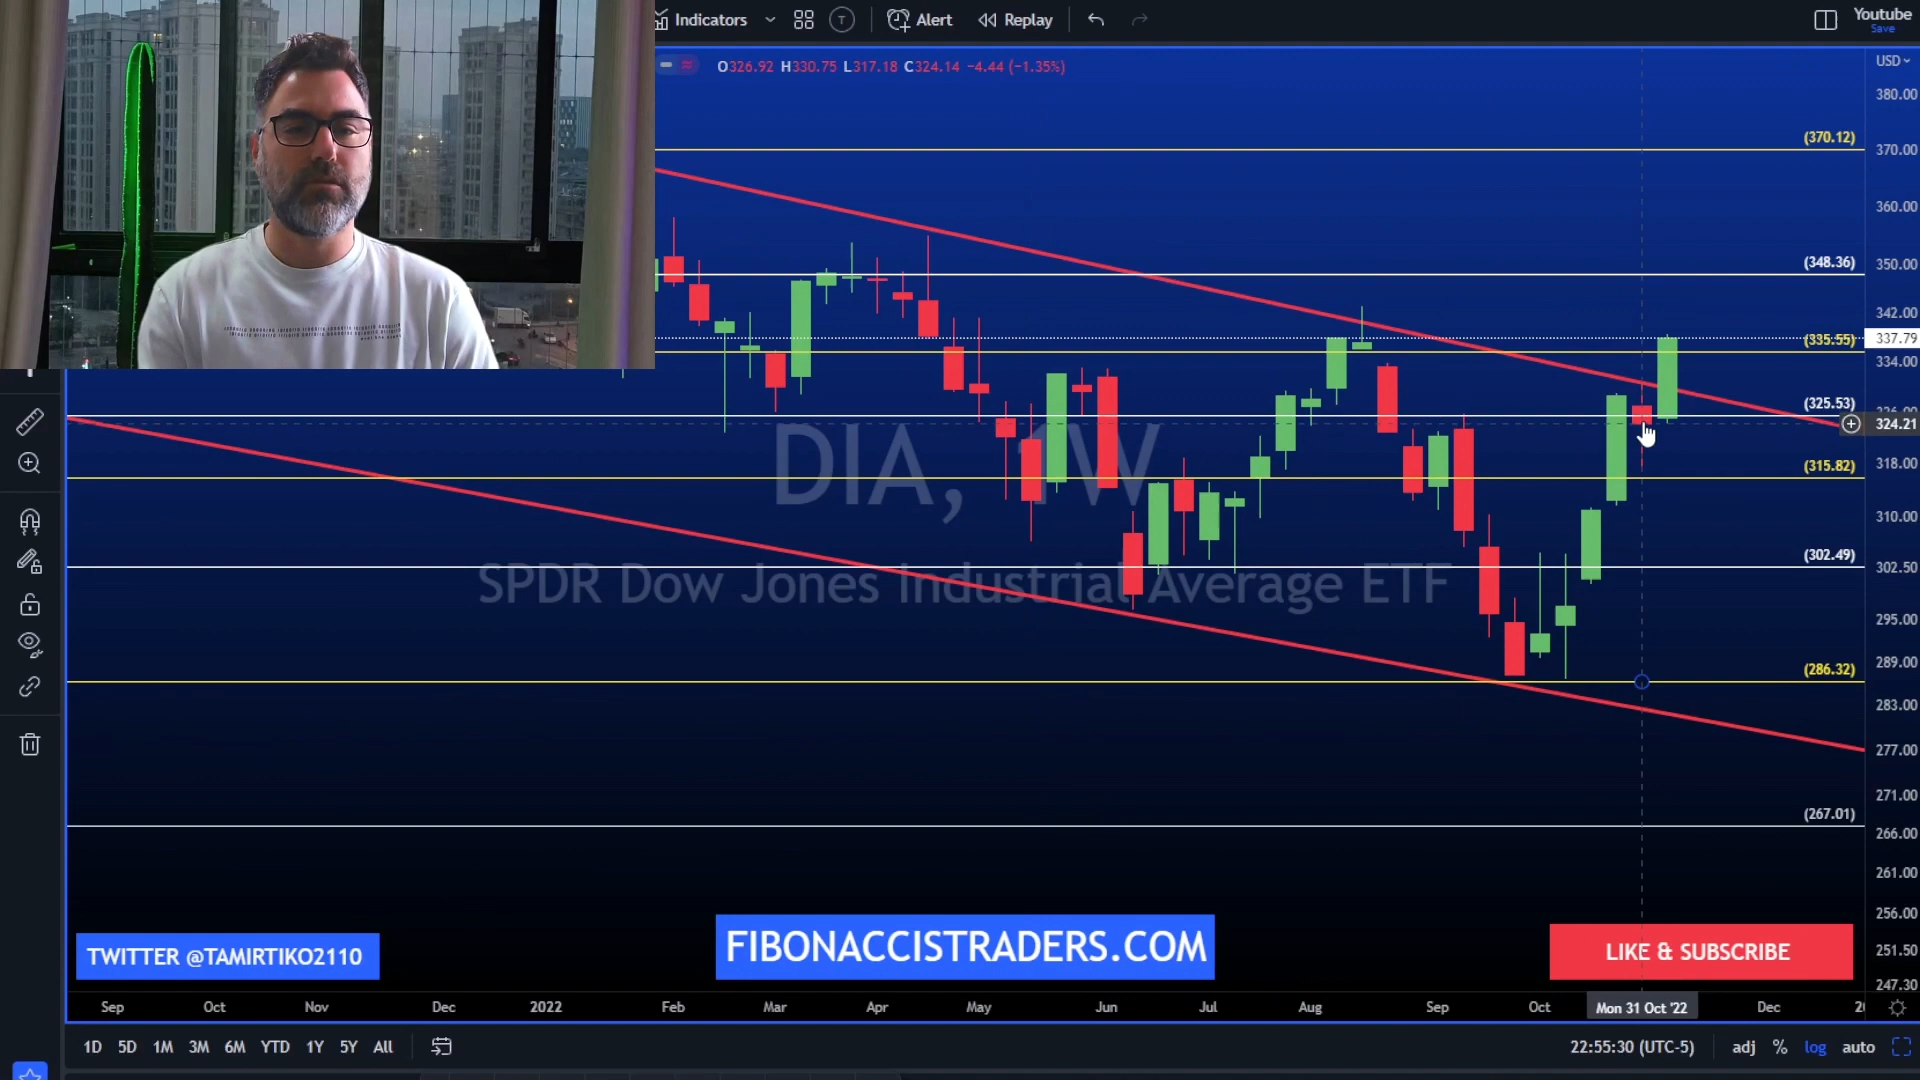 Indicators
T
Alert
Replay
Youtube
Save
O326.92 H330.75 L317.18 C324.14 -4.44 (-1.35%)
USD
380.00
(370.12)
370.00
360.00
(348.36)
350.00
342.00
(335.55)
337.79
334.00
(325.53)
324.21
(315.82)
318.00
310.00
(302.49)
302.50
295.00
289.00
(286.32)
283.00
277.00
271.00
(267.01)
266.00
261.00
256.00
251.50
247.30
DIA, 1W
SPDR Dow Jones Industrial Average ETF
TWITTER @TAMIRTIKO2110
FIBONACCISTRADERS.COM
LIKE & SUBSCRIBE
Sep Oct Nov Dec 2022 Feb Mar Apr May Jun Jul Aug Sep Oct Mon 31 Oct '22 Dec
1D 5D 1M 3M 6M YTD 1Y 5Y All
22:55:30 (UTC-5) adj % log auto